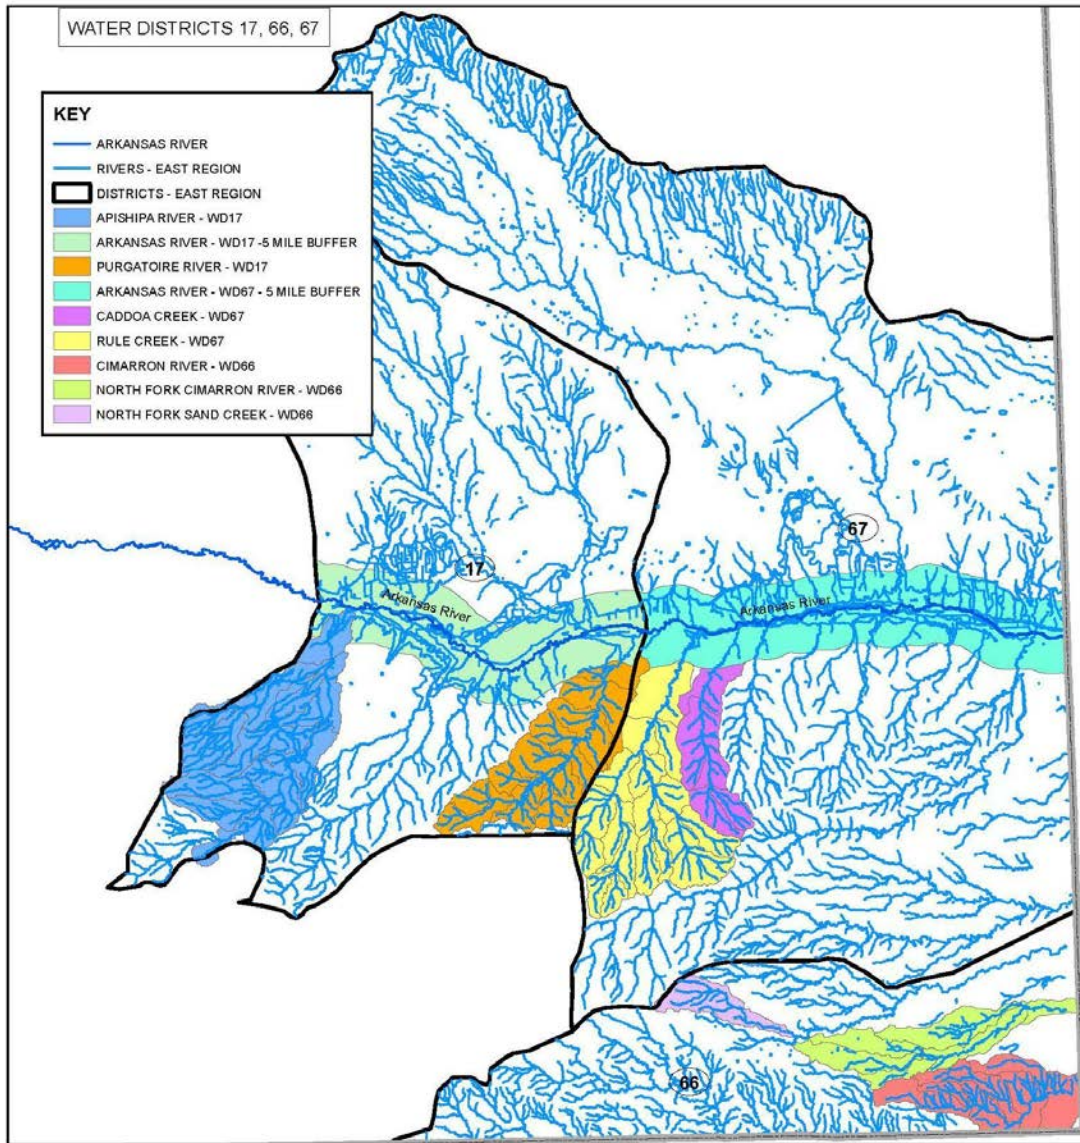 WATER DISTRICTS 17, 66, 67
KEY
ARKANSAS RIVER
RIVERS - EAST REGION
DISTRICTS - EAST REGION
APISHIPA RIVER - WD17
ARKANSAS RIVER - WD17 -5 MILE BUFFER
PURGATOIRE RIVER - WD17
ARKANSAS RIVER - WD67 - 5 MILE BUFFER
CADDOA CREEK - WD67
RULE CREEK - WD67
CIMARRON RIVER - WD66
NORTH FORK CIMARRON RIVER - WD66
NORTH FORK SAND CREEK - WD66
67
17
Arkansas River
Arkansas River
66